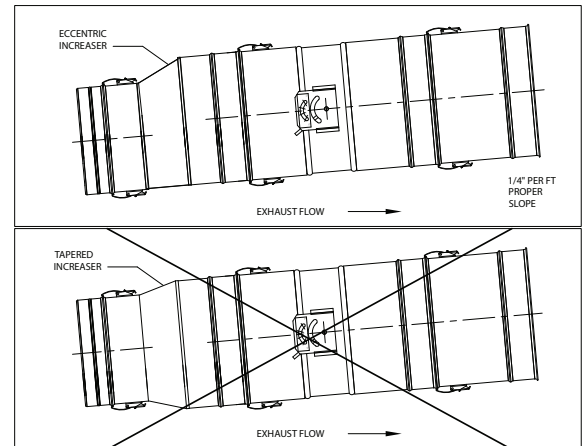 ECCENTRIC
INCREASER
1/4" PER FT
PROPER
SLOPE
EXHAUST FLOW
TAPERED
INCREASER
EXHAUST FLOW